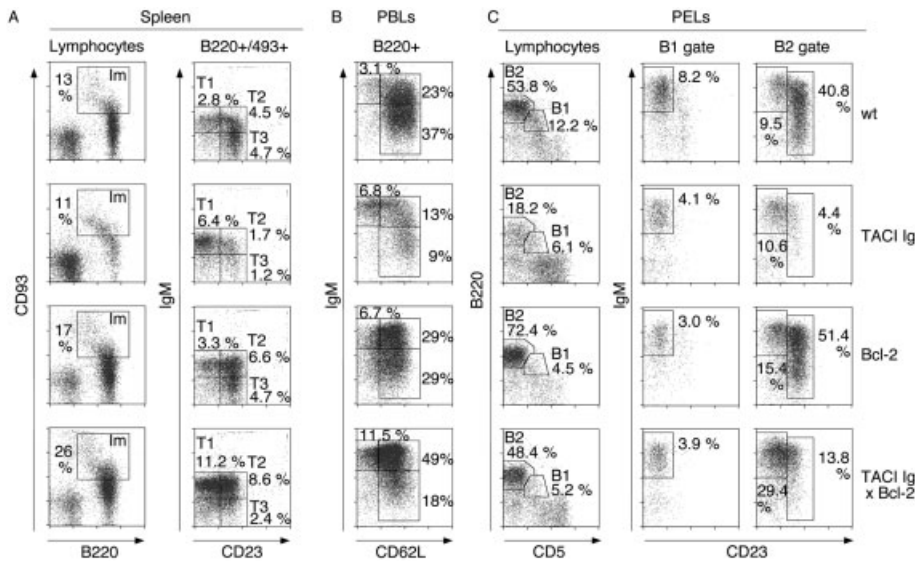 A
Spleen
B
PBLs
C
PELs
Lymphocytes
B220+/493+
B220+
Lymphocytes
B1 gate
B2 gate
13
%
Im
T1
2.8 %
T2
4.5 %
T3
4.7 %
3.1 %
23%
37%
B2
53.8 %
B1
12.2 %
8.2 %
40.8
%
9.5
%
wt
11
%
Im
T1
6.4 %
T2
1.7 %
T3
1.2 %
6.8 %
13%
9%
B2
18.2 %
B1
6.1 %
4.1 %
4.4
%
10.6
%
TACI Ig
CD93
IgM
IgM
B220
IgM
17
%
Im
T1
3.3 %
T2
6.6 %
T3
4.7 %
6.7 %
29%
29%
B2
72.4 %
B1
4.5 %
3.0 %
51.4
%
15.4
%
Bcl-2
26
%
Im
T1
11.2 %
T2
8.6 %
T3
2.4 %
11.5 %
49%
18%
B2
48.4 %
B1
5.2 %
3.9 %
13.8
%
29.4
%
TACI Ig
x Bcl-2
B220
CD23
CD62L
CD5
CD23